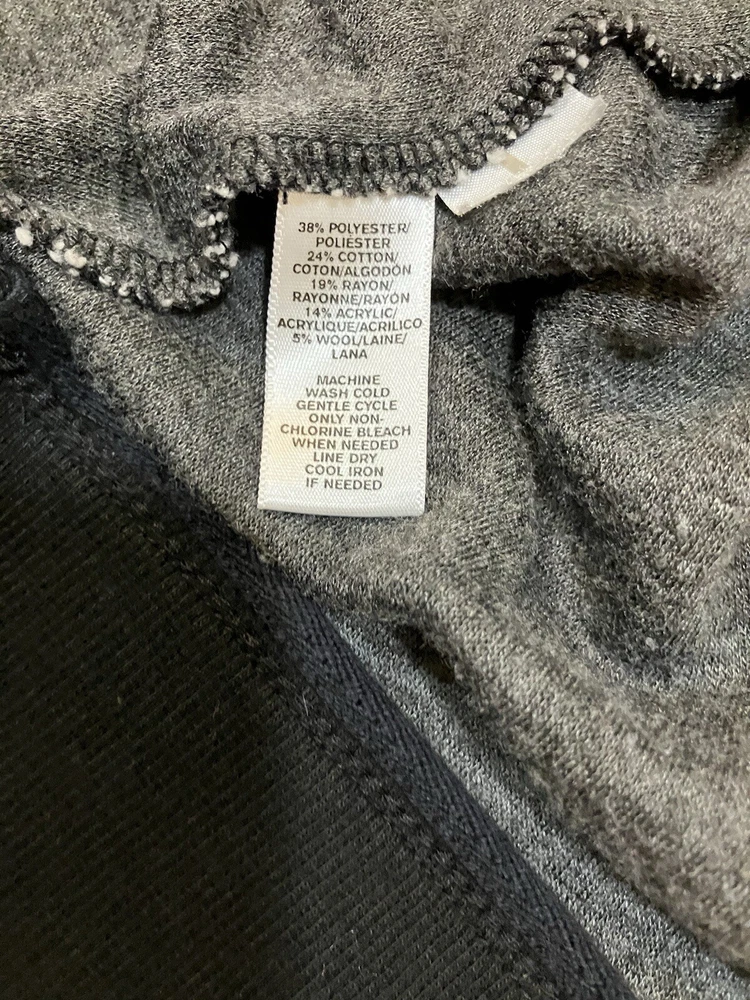 38% POLYESTER/
POLIESTER
24% COTTON/
COTON/ALGODÓN
19% RAYON/
RAYONNE/RAYÓN
14% ACRYLIC/
ACRYLIQUE/ACRILICO
5% WOOL/LAINE/
LANA
MACHINE
WASH COLD
GENTLE CYCLE
ONLY NON-
CHLORINE BLEACH
WHEN NEEDED
LINE DRY
COOL IRON
IF NEEDED